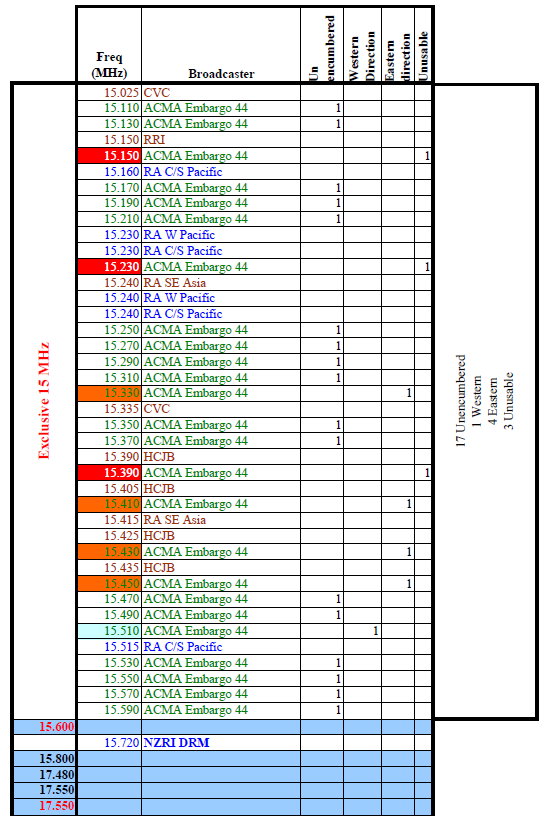 Freq
(MHz)
Broadcaster
Un
encumbered
Western
Direction
Eastern
direction
Unusable
Exclusive 15 MHz
15.025 CVC
15.110 ACMA Embargo 44 1
15.130 ACMA Embargo 44 1
15.150 RRI
15.150 ACMA Embargo 44 1
15.160 RA C/S Pacific
15.170 ACMA Embargo 44 1
15.190 ACMA Embargo 44 1
15.210 ACMA Embargo 44 1
15.230 RA W Pacific
15.230 RA C/S Pacific
15.230 ACMA Embargo 44 1
15.240 RA SE Asia
15.240 RA W Pacific
15.240 RA C/S Pacific
15.250 ACMA Embargo 44 1
15.270 ACMA Embargo 44 1
15.290 ACMA Embargo 44 1
15.310 ACMA Embargo 44 1
15.330 ACMA Embargo 44 1
15.335 CVC
15.350 ACMA Embargo 44 1
15.370 ACMA Embargo 44 1
15.390 HCJB
15.390 ACMA Embargo 44 1
15.405 HCJB
15.410 ACMA Embargo 44 1
15.415 RA SE Asia
15.425 HCJB
15.430 ACMA Embargo 44 1
15.435 HCJB
15.450 ACMA Embargo 44 1
15.470 ACMA Embargo 44 1
15.490 ACMA Embargo 44 1
15.510 ACMA Embargo 44 1
15.515 RA C/S Pacific
15.530 ACMA Embargo 44 1
15.550 ACMA Embargo 44 1
15.570 ACMA Embargo 44 1
15.590 ACMA Embargo 44 1
17 Unencumbered
1 Western
4 Eastern
3 Unusable
15.600
15.720 NZRI DRM
15.800
17.480
17.550
17.550